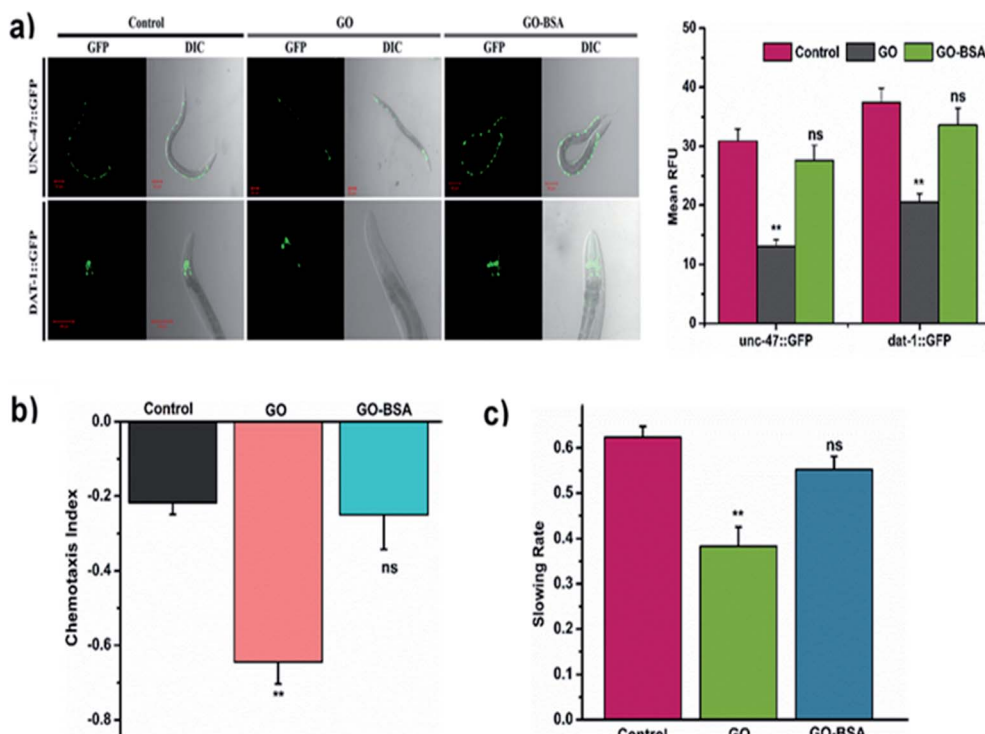 a)
Control GO GO-BSA
GFP DIC GFP DIC GFP DIC
UNC-47::GFP
DAT-1::GFP
Control GO GO-BSA
Mean RFU
50
40
30
20
10
0
ns
ns
**
**
unc-47::GFP dat-1::GFP
b)
Control GO GO-BSA
Chemotaxis Index
0.0
-0.2
-0.4
-0.6
-0.8
ns
**
c)
Slowing Rate
0.6
0.5
0.4
0.3
0.2
0.1
0.0
**
ns
Control GO GO-BSA